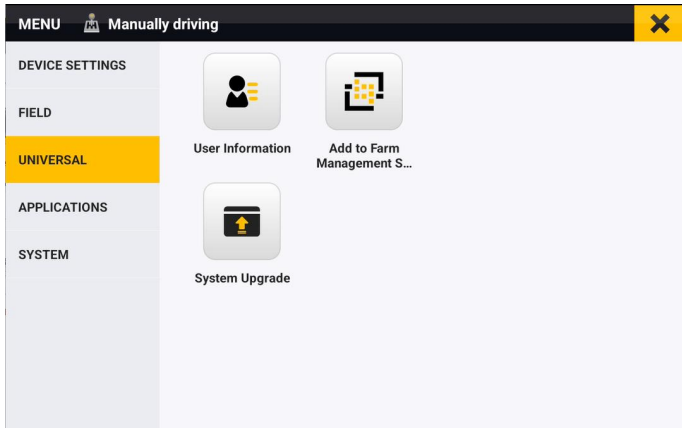 MENU Manually driving
DEVICE SETTINGS
FIELD
UNIVERSAL
APPLICATIONS
SYSTEM
User Information
Add to Farm
Management S...
System Upgrade